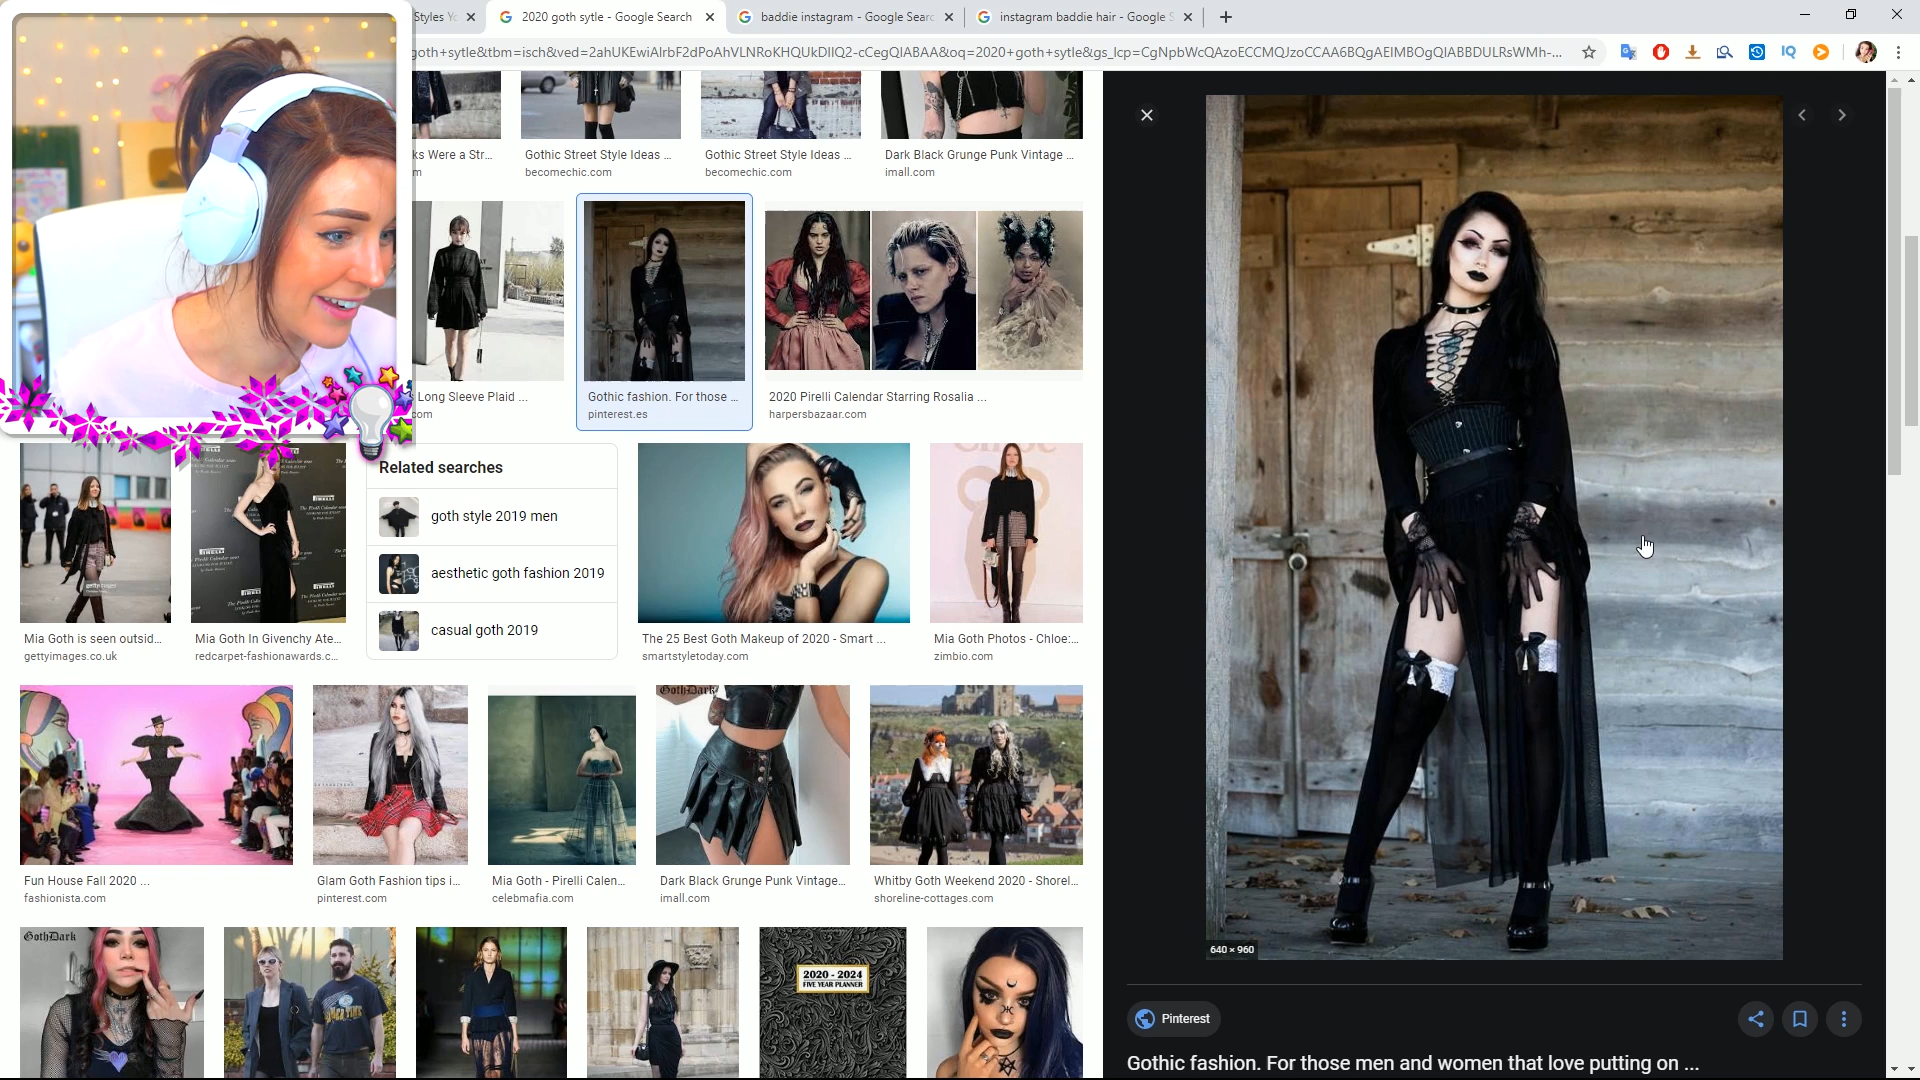 Styles Yo
2020 goth sytle - Google Search
baddie instagram - Google Searc
instagram baddie hair - Google S
goth+sytle&tbm=isch&ved=2ahUKEwiAlrbF2dPoAhVLNRoKHQUkDlIQ2-cCegQIABAA&oq=2020+goth+sytle&gs_lcp=CgNpbWcQAzoECCMQJzoCCAA6BQgAEIMBOgQIABBDULRsWMh-...
ks Were a Str...
m
Gothic Street Style Ideas ...
becomechic.com
Gothic Street Style Ideas ...
becomechic.com
Dark Black Grunge Punk Vintage ...
imall.com
Long Sleeve Plaid ...
com
Gothic fashion. For those ...
pinterest.es
2020 Pirelli Calendar Starring Rosalia ...
harpersbazaar.com
Related searches
goth style 2019 men
aesthetic goth fashion 2019
casual goth 2019
Mia Goth is seen outsid...
gettyimages.co.uk
Mia Goth In Givenchy Ate...
redcarpet-fashionawards.c...
The 25 Best Goth Makeup of 2020 - Smart ...
smartstyletoday.com
Mia Goth Photos - Chloe:...
zimbio.com
GothDark
Fun House Fall 2020 ...
fashionista.com
Glam Goth Fashion tips i...
pinterest.com
Mia Goth - Pirelli Calen...
celebmafia.com
Dark Black Grunge Punk Vintage...
imall.com
Whitby Goth Weekend 2020 - Shorel...
shoreline-cottages.com
GothDark
2020 - 2024
FIVE YEAR PLANNER
640 × 960
Pinterest
Gothic fashion. For those men and women that love putting on ...